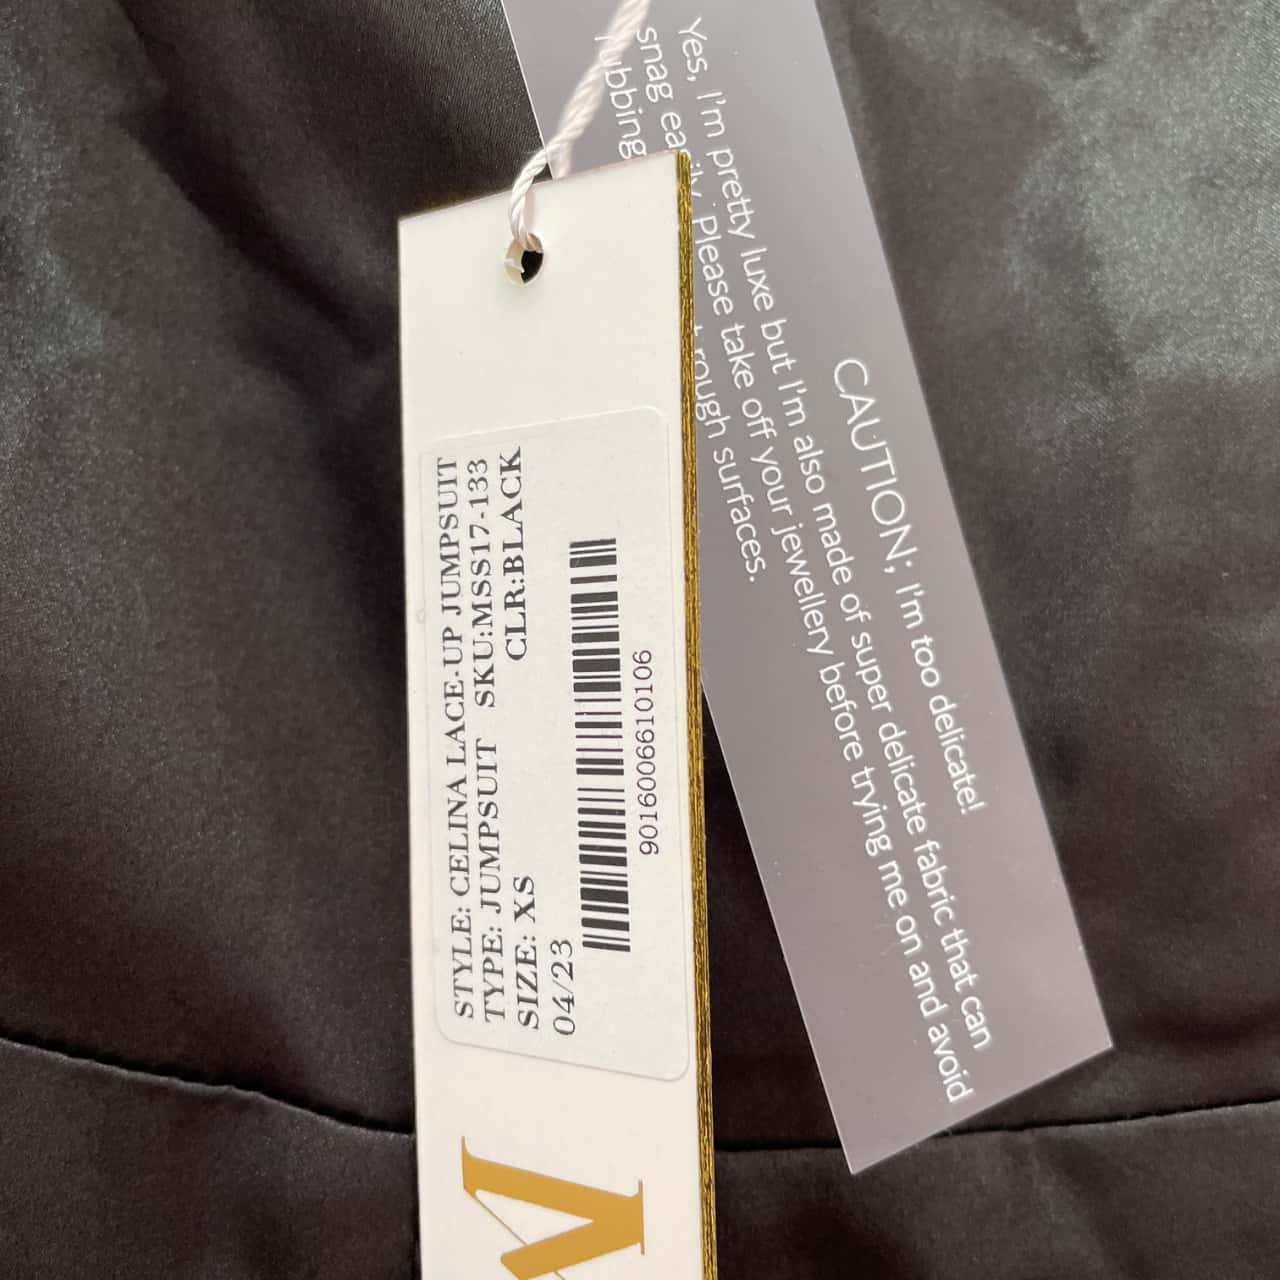 STYLE: CELINA LACE-UP JUMPSUIT
TYPE: JUMPSUIT SKU:MSS17-133
SIZE: XS CLR:BLACK
04/23
9016006610106
M
CAUTION; I'm too delicate!
Yes, I'm pretty luxe but I'm also made of super delicate fabric that can
snag easily. Please take off your jewellery before trying me on and avoid
rubbing rough surfaces.